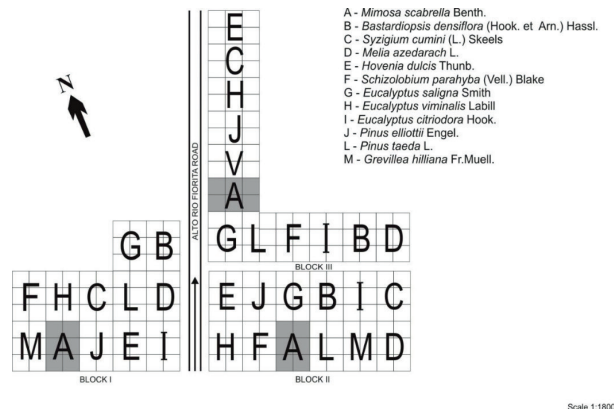 E
C
H
J
V
A
G L F I B D
BLOCK III
N
ALTO RIO FIORITA ROAD
G B
F H C L D
M A J E I
BLOCK I
E J G B I C
H F A L M D
BLOCK II
A - Mimosa scabrella Benth.
B - Bastardiopsis densiflora (Hook. et Arn.) Hassl.
C - Syzigium cumini (L.) Skeels
D - Melia azedarach L.
E - Hovenia dulcis Thunb.
F - Schizolobium parahyba (Vell.) Blake
G - Eucalyptus saligna Smith
H - Eucalyptus viminalis Labill
I - Eucalyptus citriodora Hook.
J - Pinus elliottii Engel.
L - Pinus taeda L.
M - Grevillea hilliana Fr.Muell.
Scale 1:1800